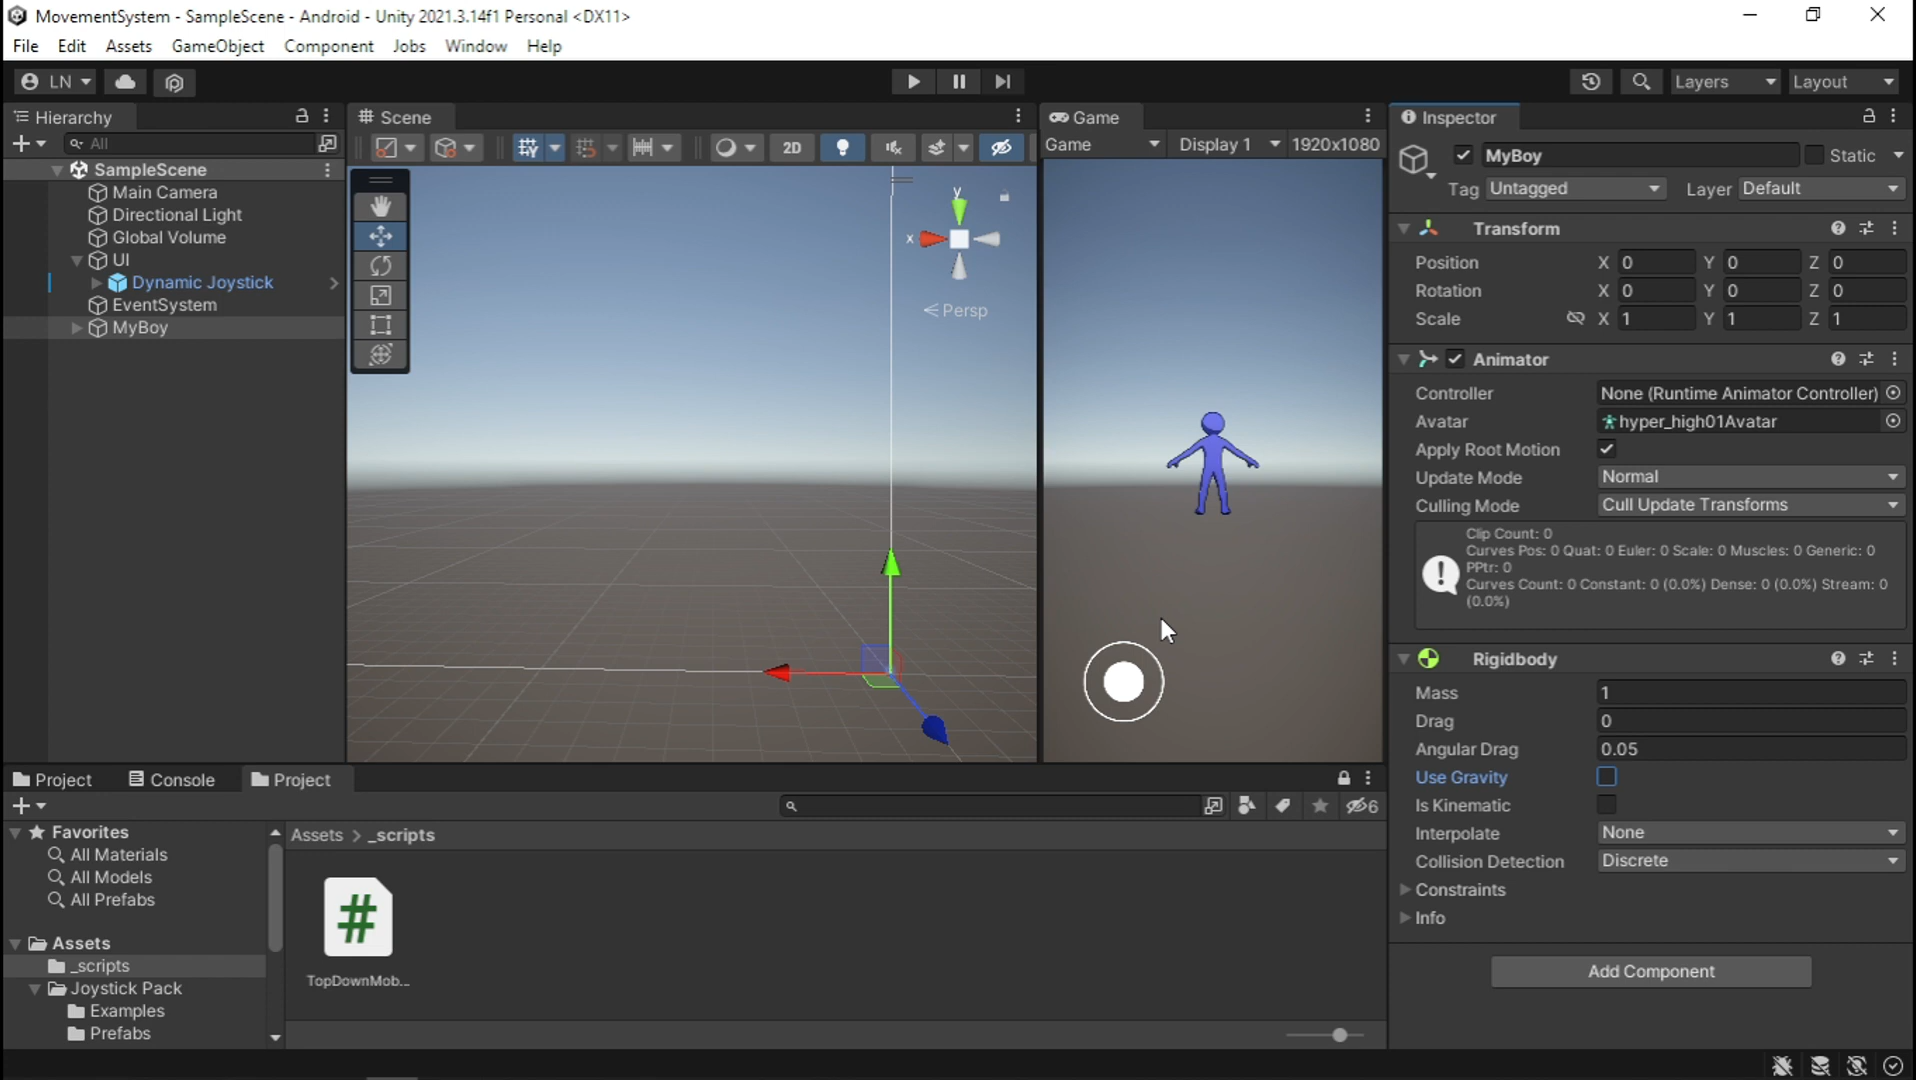 MovementSystem - SampleScene - Android - Unity 2021.3.14f1 Personal <DX11>
File Edit Assets GameObject Component Jobs Window Help
LN Layers Layout
Hierarchy
All
SampleScene
Main Camera
Directional Light
Global Volume
UI
Dynamic Joystick
EventSystem
MyBoy
Scene
2D
y
x
Persp
Game
Game Display 1 1920x1080
Inspector
MyBoy Static
Tag Untagged Layer Default
Transform
Position X 0 Y 0 Z 0
Rotation X 0 Y 0 Z 0
Scale X 1 Y 1 Z 1
Animator
Controller None (Runtime Animator Controller)
Avatar hyper_high01Avatar
Apply Root Motion
Update Mode Normal
Culling Mode Cull Update Transforms
Clip Count: 0
Curves Pos: 0 Quat: 0 Euler: 0 Scale: 0 Muscles: 0 Generic: 0
PPtr: 0
Curves Count: 0 Constant: 0 (0.0%) Dense: 0 (0.0%) Stream: 0
(0.0%)
Rigidbody
Mass 1
Drag 0
Angular Drag 0.05
Use Gravity
Is Kinematic
Interpolate None
Collision Detection Discrete
Constraints
Info
Add Component
Project Console Project
6
Favorites
All Materials
All Models
All Prefabs
Assets
_scripts
Joystick Pack
Examples
Prefabs
Assets > _scripts
#
TopDownMob...